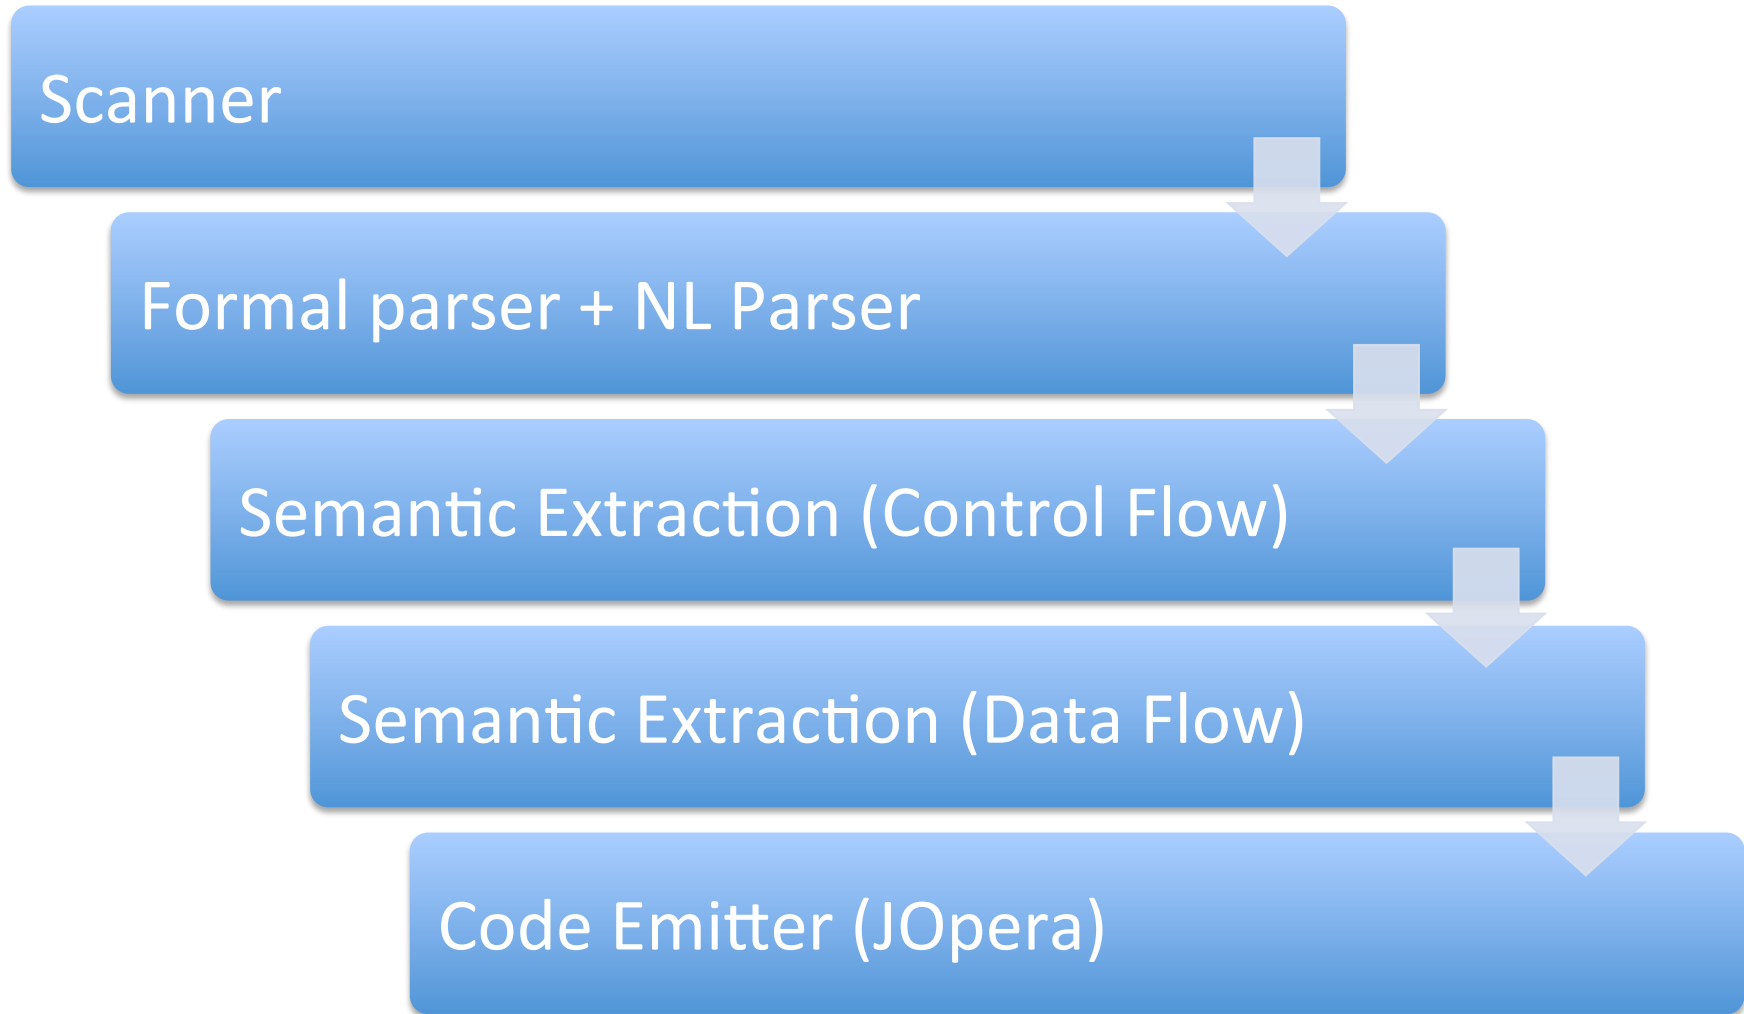 Scanner
Formal parser + NL Parser
Semantic Extraction (Control Flow)
Semantic Extraction (Data Flow)
Code Emitter (JOpera)